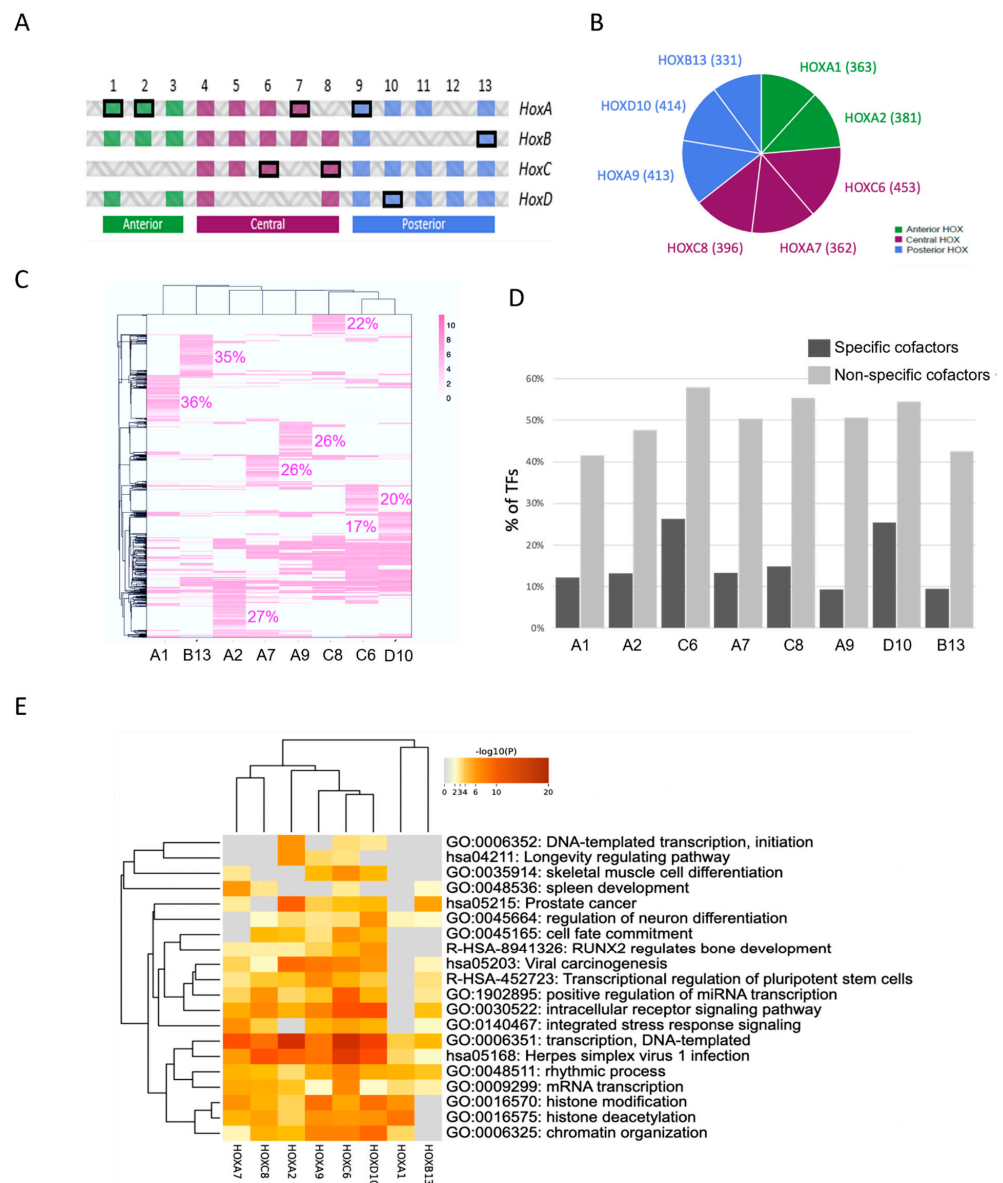 A
1 2 3 4 5 6 7 8 9 10 11 12 13
HoxA
HoxB
HoxC
HoxD
Anterior Central Posterior
B
HOXB13 (331)
HOXA1 (363)
HOXD10 (414)
HOXA2 (381)
HOXA9 (413)
HOXC6 (453)
HOXC8 (396)
HOXA7 (362)
Anterior HOX
Central HOX
Posterior HOX
C
22%
10
8
6
4
2
0
35%
36%
26%
26%
20%
17%
27%
A1 B13 A2 A7 A9 C8 C6 D10
D
Specific cofactors
Non-specific cofactors
% of TFs
60%
50%
40%
30%
20%
10%
0%
A1 A2 C6 A7 C8 A9 D10 B13
E
-log10(P)
0 2 3 4 6 10 20
GO:0006352: DNA-templated transcription, initiation
hsa04211: Longevity regulating pathway
GO:0035914: skeletal muscle cell differentiation
GO:0048536: spleen development
hsa05215: Prostate cancer
GO:0045664: regulation of neuron differentiation
GO:0045165: cell fate commitment
R-HSA-8941326: RUNX2 regulates bone development
hsa05203: Viral carcinogenesis
R-HSA-452723: Transcriptional regulation of pluripotent stem cells
GO:1902895: positive regulation of miRNA transcription
GO:0030522: intracellular receptor signaling pathway
GO:0140467: integrated stress response signaling
GO:0006351: transcription, DNA-templated
hsa05168: Herpes simplex virus 1 infection
GO:0048511: rhythmic process
GO:0009299: mRNA transcription
GO:0016570: histone modification
GO:0016575: histone deacetylation
GO:0006325: chromatin organization
HOXA7
HOXC8
HOXA2
HOXA9
HOXC6
HOXD10
HOXA1
HOXB13